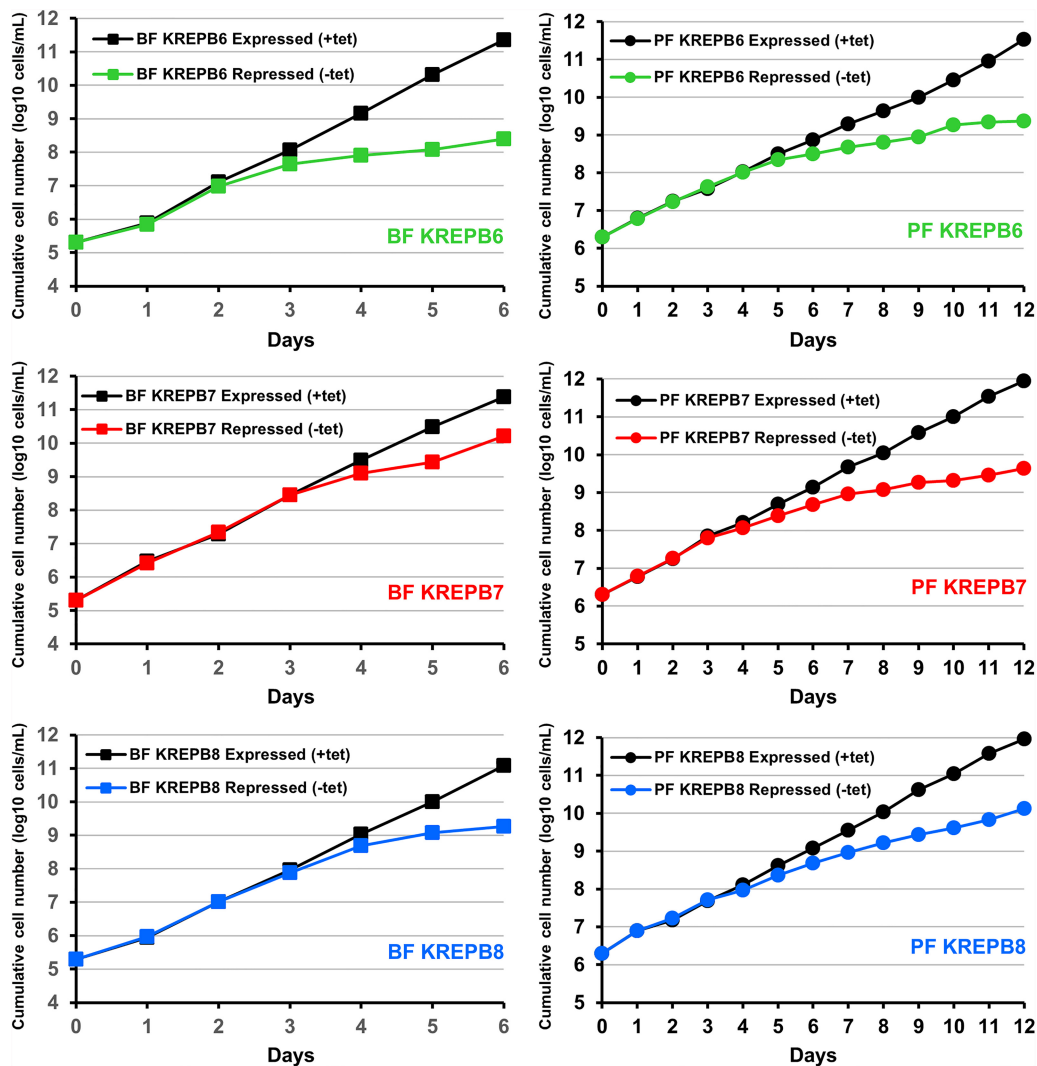 Cumulative cell number (log10 cells/mL)
12
11
10
9
8
7
6
5
4
BF KREPB6 Expressed (+tet)
BF KREPB6 Repressed (-tet)
BF KREPB6
0 1 2 3 4 5 6
Days
Cumulative cell number (log10 cells/mL)
12
11
10
9
8
7
6
5
PF KREPB6 Expressed (+tet)
PF KREPB6 Repressed (-tet)
PF KREPB6
0 1 2 3 4 5 6 7 8 9 10 11 12
Days
Cumulative cell number (log10 cells/mL)
12
11
10
9
8
7
6
5
4
BF KREPB7 Expressed (+tet)
BF KREPB7 Repressed (-tet)
BF KREPB7
0 1 2 3 4 5 6
Days
Cumulative cell number (log10 cells/mL)
12
11
10
9
8
7
6
5
PF KREPB7 Expressed (+tet)
PF KREPB7 Repressed (-tet)
PF KREPB7
0 1 2 3 4 5 6 7 8 9 10 11 12
Days
Cumulative cell number (log10 cells/mL)
12
11
10
9
8
7
6
5
4
BF KREPB8 Expressed (+tet)
BF KREPB8 Repressed (-tet)
BF KREPB8
0 1 2 3 4 5 6
Days
Cumulative cell number (log10 cells/mL)
12
11
10
9
8
7
6
5
PF KREPB8 Expressed (+tet)
PF KREPB8 Repressed (-tet)
PF KREPB8
0 1 2 3 4 5 6 7 8 9 10 11 12
Days